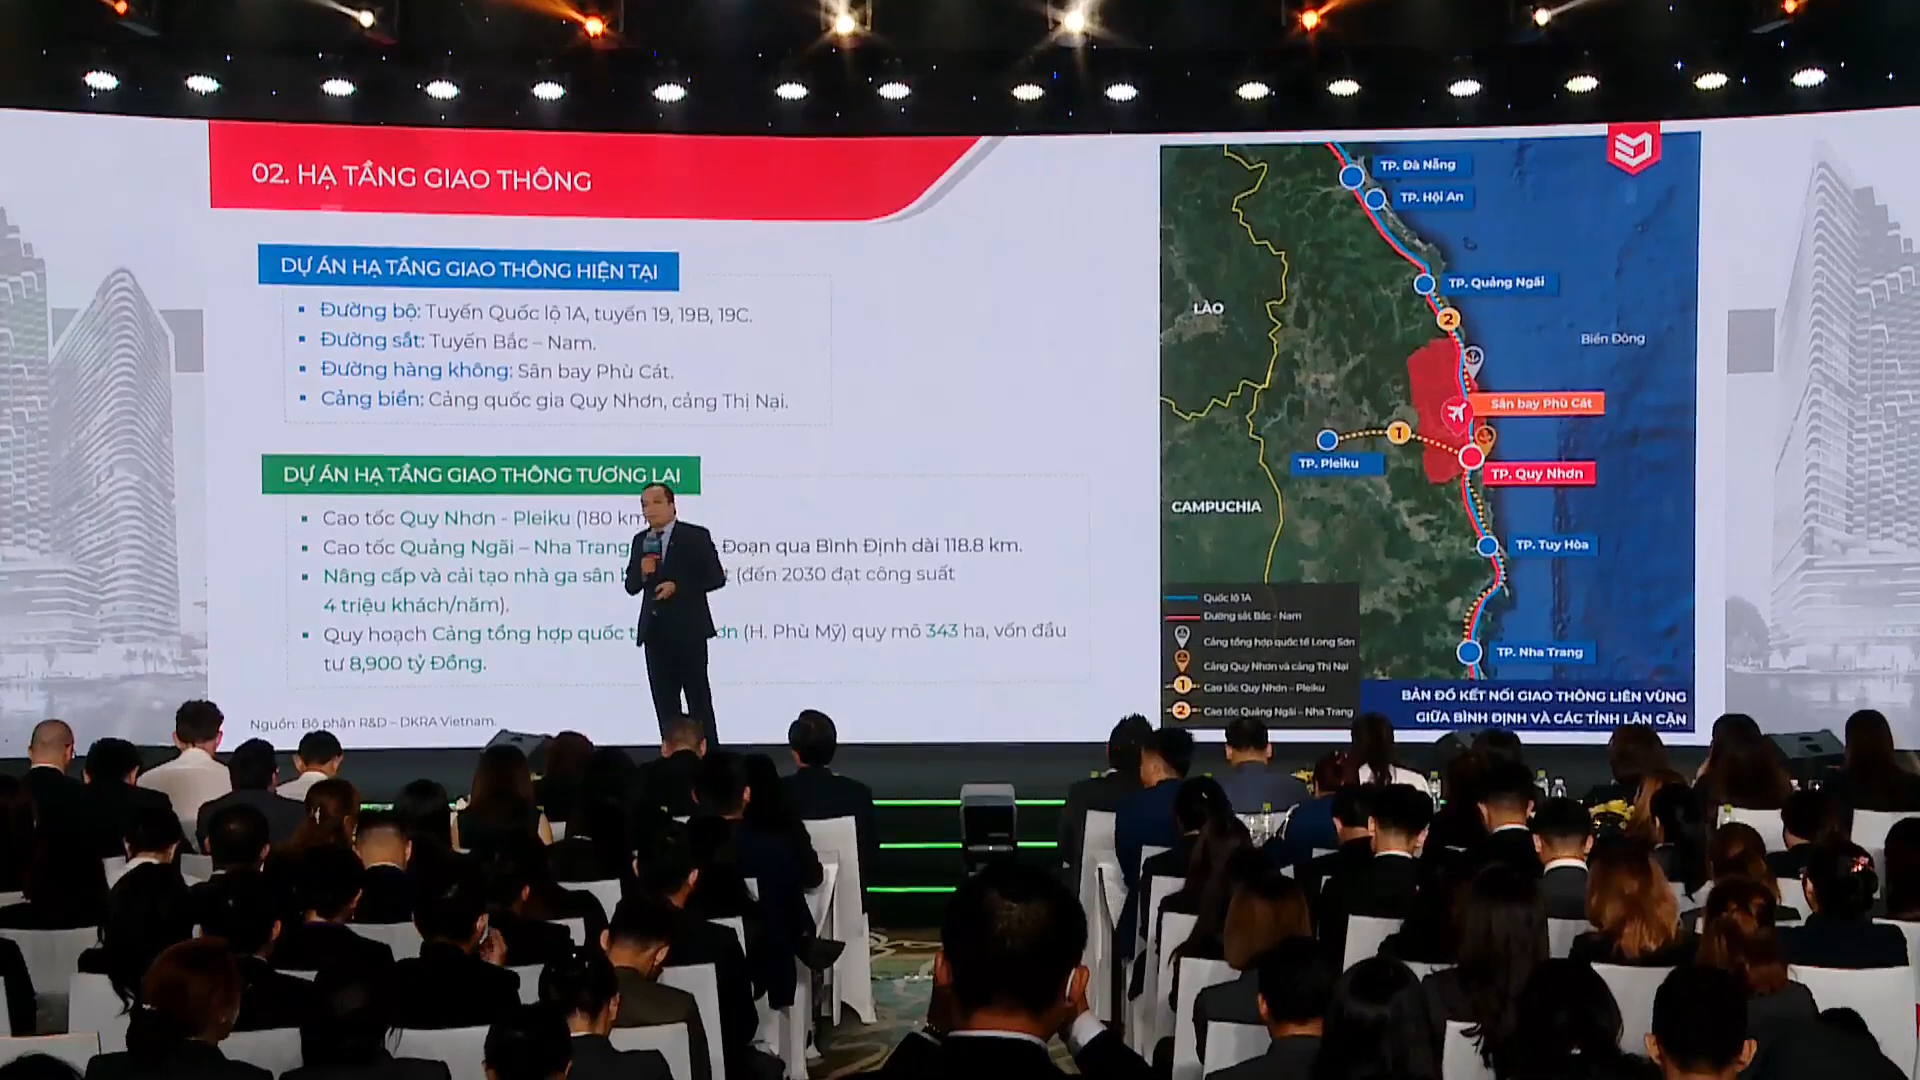 02. HẠ TẦNG GIAO THÔNG
DỰ ÁN HẠ TẦNG GIAO THÔNG HIỆN TẠI
Đường bộ: Tuyến Quốc lộ 1A, tuyến 19, 19B, 19C.
Đường sắt: Tuyến Bắc – Nam.
Đường hàng không: Sân bay Phù Cát.
Cảng biển: Cảng quốc gia Quy Nhơn, cảng Thị Nại.
DỰ ÁN HẠ TẦNG GIAO THÔNG TƯƠNG LAI
Cao tốc Quy Nhơn - Pleiku (180 km
Cao tốc Quảng Ngãi – Nha Trang Đoạn qua Bình Định dài 118.8 km.
Nâng cấp và cải tạo nhà ga sân (đến 2030 đạt công suất
4 triệu khách/năm).
Quy hoạch Cảng tổng hợp quốc (H. Phù Mỹ) quy mô 343 ha, vốn đầu
tư 8,900 tỷ Đồng.
Nguồn: Bộ phận R&D – DKRA Vietnam.
TP. Đà Nẵng
TP. Hội An
TP. Quảng Ngãi
LÀO
2
Biển Đông
Sân bay Phù Cát
1
TP. Pleiku
TP. Quy Nhơn
CAMPUCHIA
TP. Tuy Hòa
TP. Nha Trang
Quốc lộ 1A
Đường sắt Bắc - Nam
Cảng tổng hợp quốc tế Long Sơn
Cảng Quy Nhơn và cảng Thị Nại
1 Cao tốc Quy Nhơn - Pleiku
2 Cao tốc Quảng Ngãi - Nha Trang
BẢN ĐỒ KẾT NỐI GIAO THÔNG LIÊN VÙNG
GIỮA BÌNH ĐỊNH VÀ CÁC TỈNH LÂN CẬN